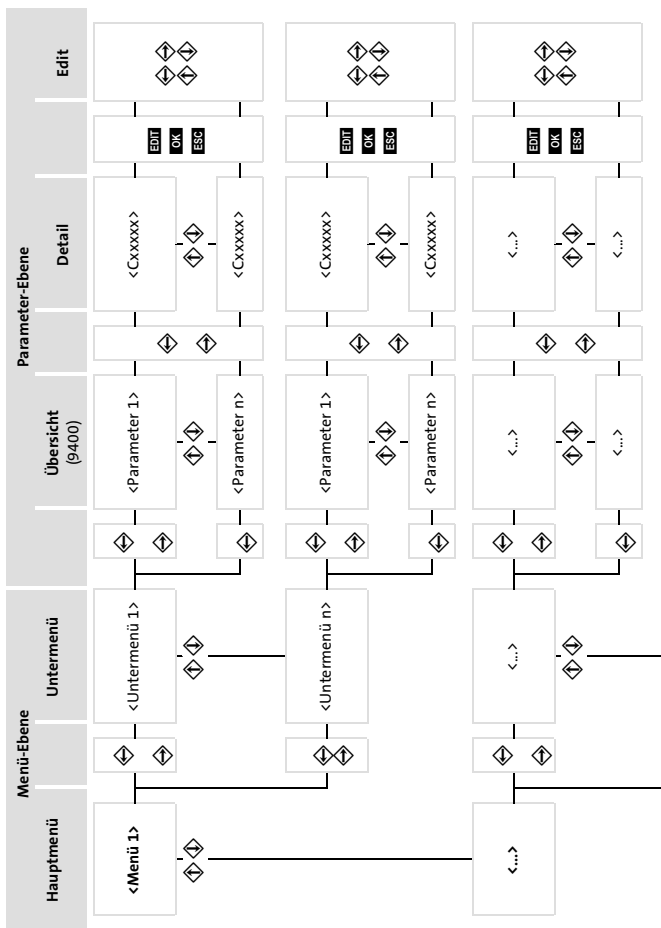 Menü-Ebene
Parameter-Ebene
Hauptmenü
Untermenü
Übersicht
(9400)
Detail
Edit
<Menü 1>
<Untermenü 1>
<Parameter 1>
<Cxxxxx>
EDIT
OK
ESC
<Parameter n>
<Cxxxxx>
<Untermenü n>
<Parameter 1>
<Cxxxxx>
EDIT
OK
ESC
<Parameter n>
<Cxxxxx>
<...>
<...>
<...>
<...>
EDIT
OK
ESC
<...>
<...>